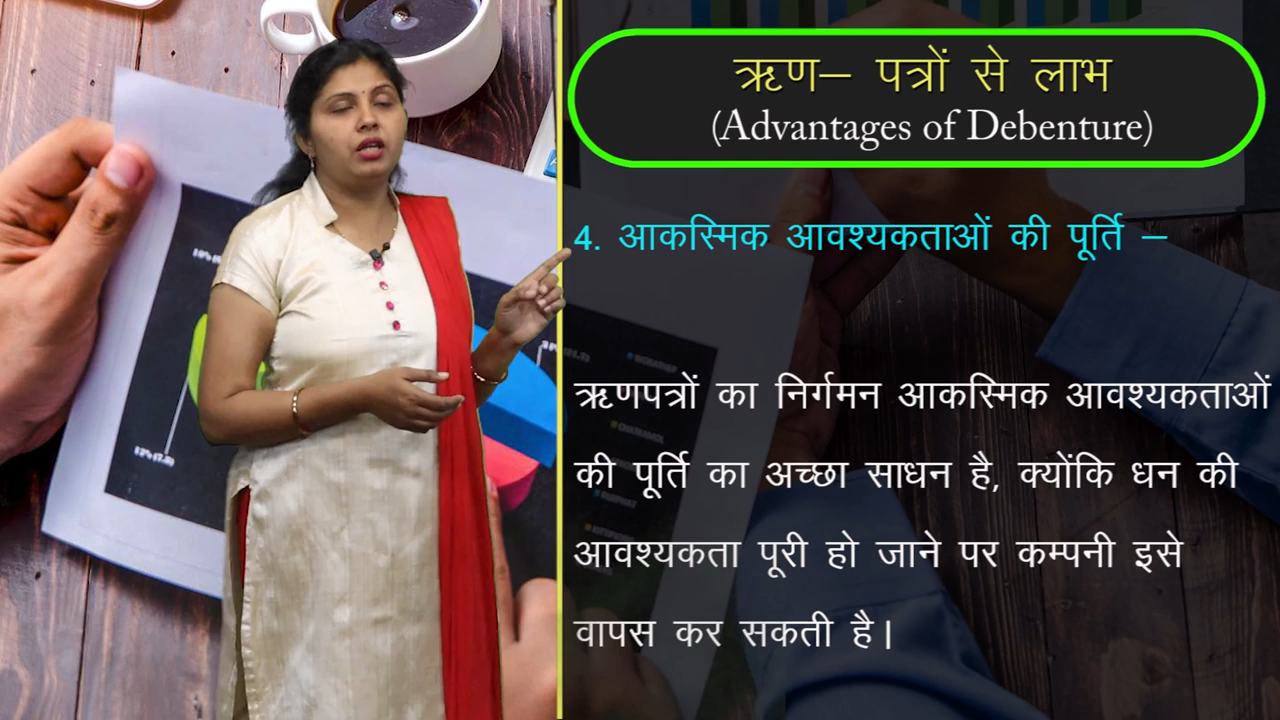 ऋण– पत्रों से लाभ
(Advantages of Debenture)
4. आकस्मिक आवश्यकताओं की पूर्ति –
ऋणपत्रों का निर्गमन आकस्मिक आवश्यकताओं
की पूर्ति का अच्छा साधन है, क्योंकि धन की
आवश्यकता पूरी हो जाने पर कम्पनी इसे
वापस कर सकती है।